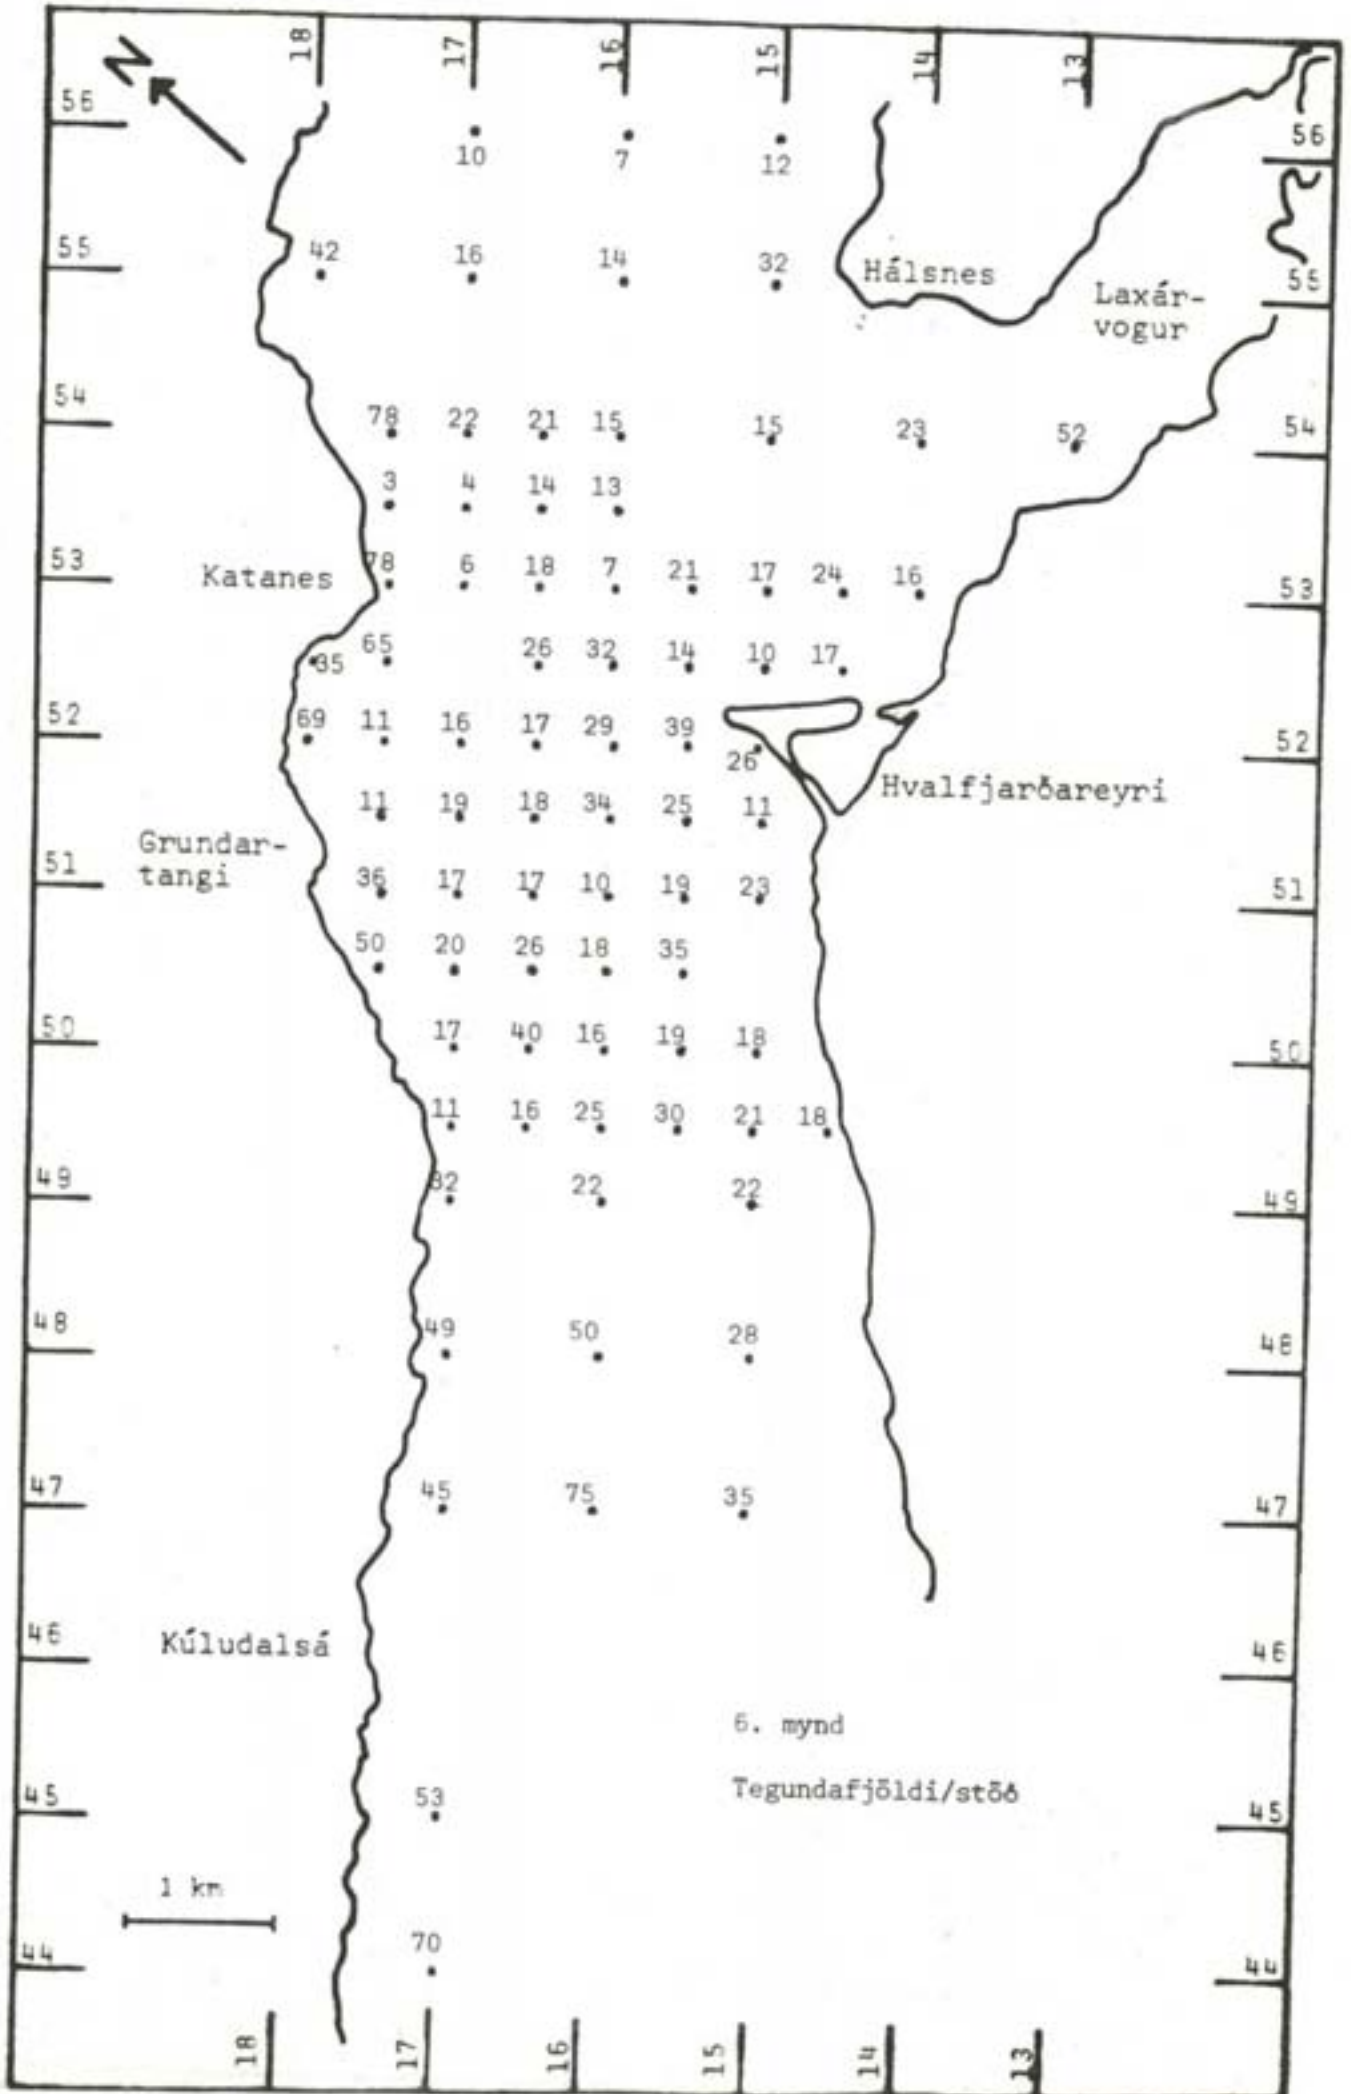 N
18 17 16 15 14 13
56 56
10 7 12
55 42 16 14 32 Hálsnes 55
Laxár-
vogur
54 78 22 21 15 15 23 52 54
3 4 14 13
53 Katanes 78 6 18 7 21 17 24 16 53
65 26 32 14 10 17
52 69 11 16 17 29 39 52
26
Hvalfjarðareyri
11 19 18 34 25 11
Grundar-
tangi
51 36 17 17 10 19 23 51
50 20 26 18 35
50 17 40 16 19 18 50
11 16 25 30 21 18
49 22 22 49
48 49 50 28 48
47 45 75 35 47
46 Kúludalsá 46
6. mynd
Tegundafjöldi/stöð
45 53 45
1 km
44 70 44
18 17 16 15 14 13